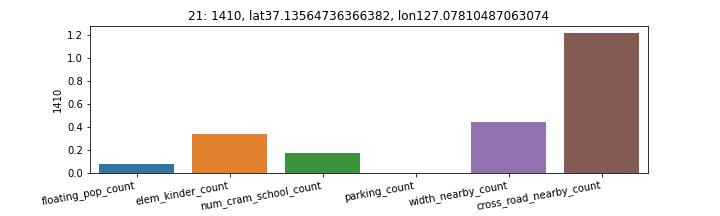 21: 1410, lat37.13564736366382, lon127.07810487063074
1.2
1.0
0.8
0.6
0.4
0.2
0.0
1410
floating_pop_count
elem_kinder_count
num_cram_school_count
parking_count
width_nearby_count
cross_road_nearby_count